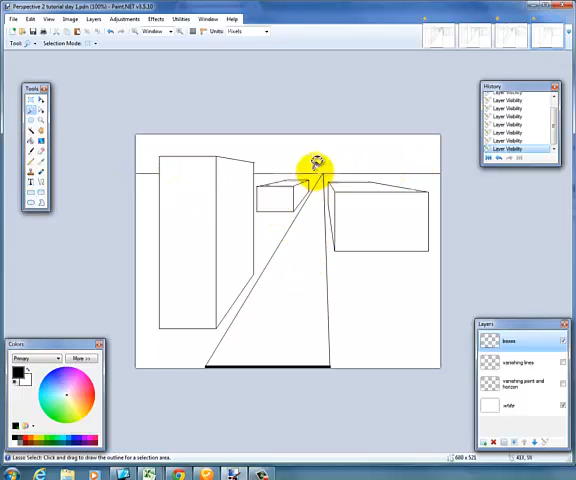 Perspective 2 tutorial day 1.pdn (100%) - Paint.NET v3.5.10
File Edit View Image Layers Adjustments Effects Utilities Window Help
Window Units: Pixels
Tool: Selection Mode:
Tools
History
Layer Visibility
Layer Visibility
Layer Visibility
Layer Visibility
Layer Visibility
Layer Visibility
Layer Visibility
Colors
Primary
More >>
Layers
boxes
vanishing lines
vanishing point and
horizon
white
Lasso Select: Click and drag to draw the outline for a selection area.